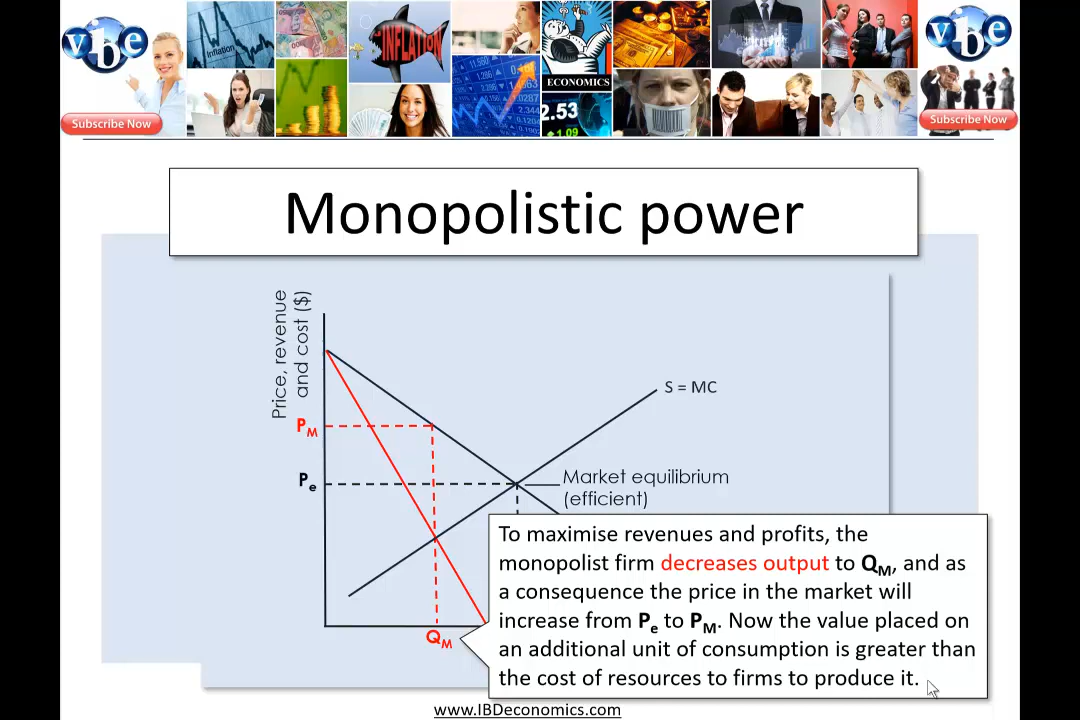 vbe
Subscribe Now
Inflation
INFLATION
ECONOMICS
2.53
1.09
vbe
Subscribe Now
Monopolistic power
Price, revenue
and cost ($)
S = MC
PM
Pe
Market equilibrium
(efficient)
QM
To maximise revenues and profits, the
monopolist firm decreases output to QM, and as
a consequence the price in the market will
increase from Pe to PM. Now the value placed on
an additional unit of consumption is greater than
the cost of resources to firms to produce it.
www.IBDeconomics.com